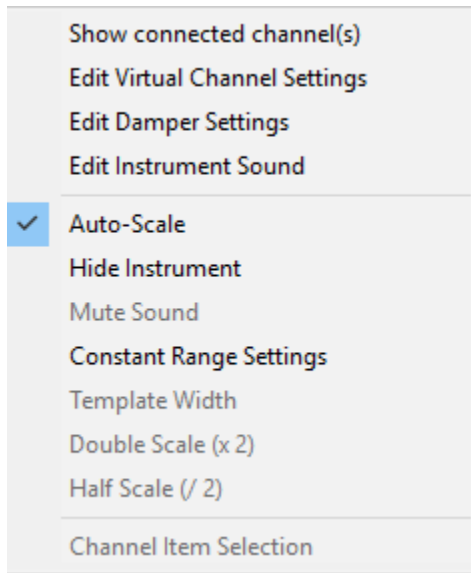 Show connected channel(s)
Edit Virtual Channel Settings
Edit Damper Settings
Edit Instrument Sound
Auto-Scale
Hide Instrument
Mute Sound
Constant Range Settings
Template Width
Double Scale (x 2)
Half Scale (/ 2)
Channel Item Selection